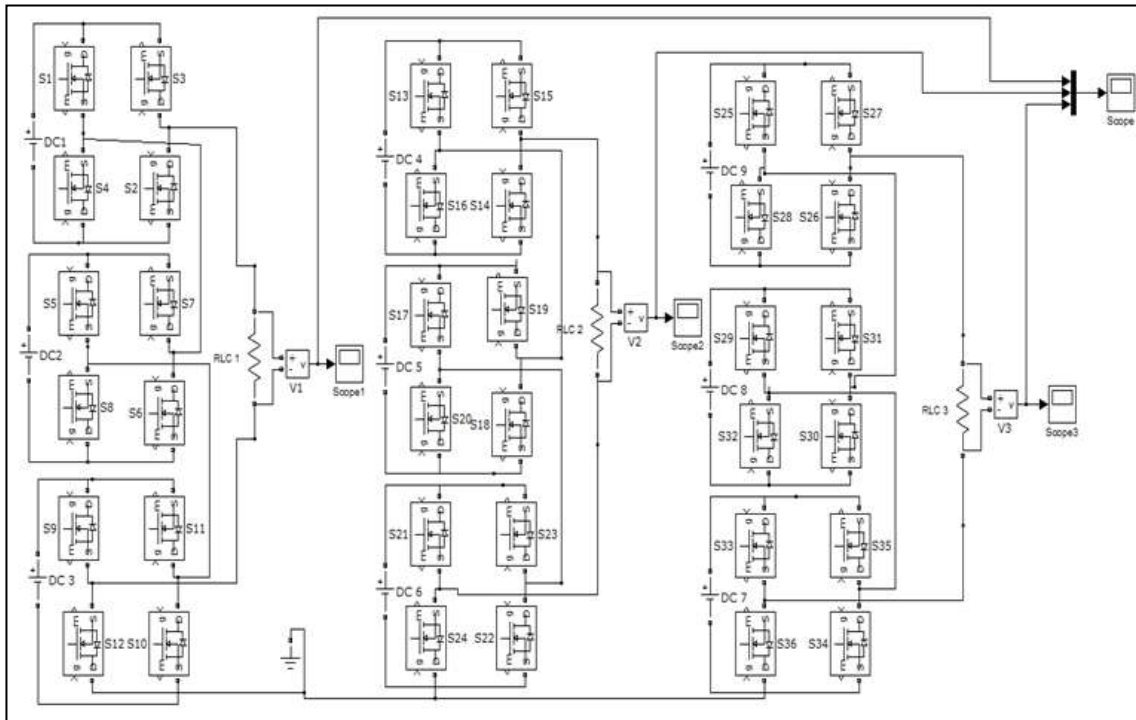 S1
S3
DC1
S4
S2
S5
S7
DC2
S8
S6
S9
S11
DC 3
S12
S10
RLC 1
V1
Scope1
S13
S15
DC 4
S16
S14
S17
S19
DC 5
S20
S18
S21
S23
DC 6
S24
S22
RLC 2
V2
Scope2
S25
S27
DC 9
S28
S26
S29
S31
DC 8
S32
S30
S33
S35
DC 7
S36
S34
RLC 3
V3
Scope3
Scope